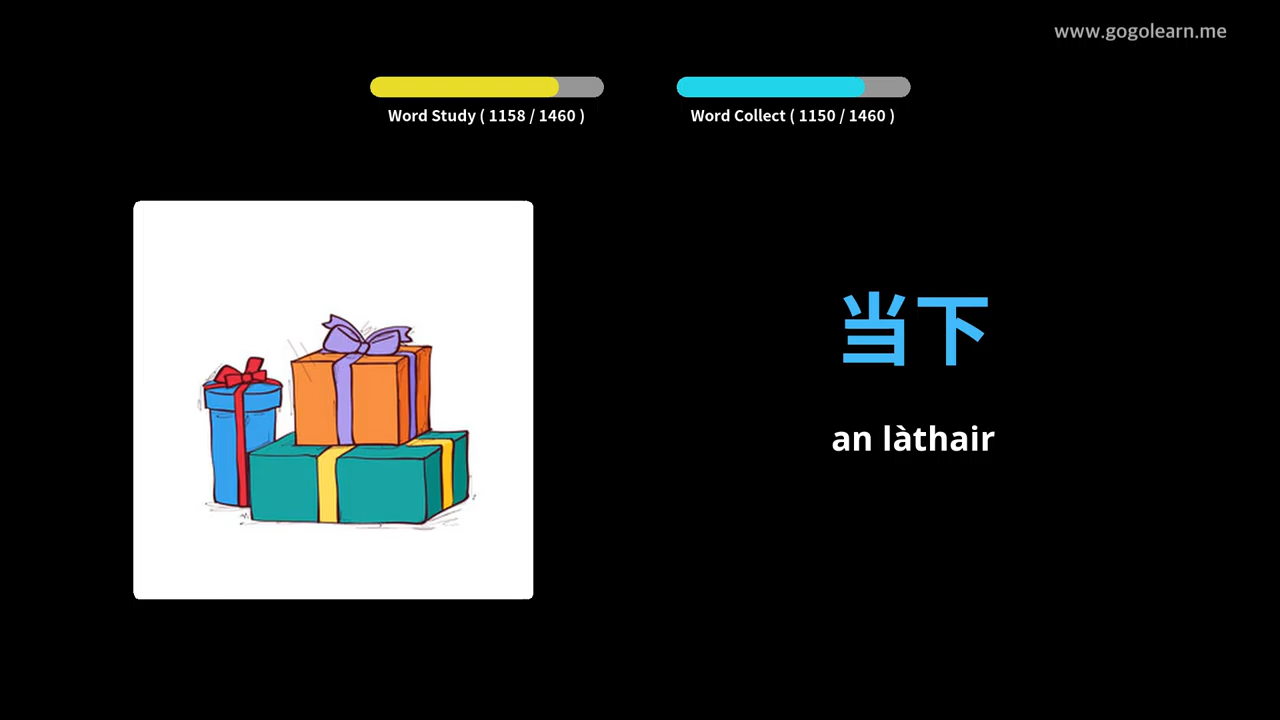 www.gogolearn.me
Word Study ( 1158 / 1460 )
Word Collect ( 1150 / 1460 )
当下
an làthair